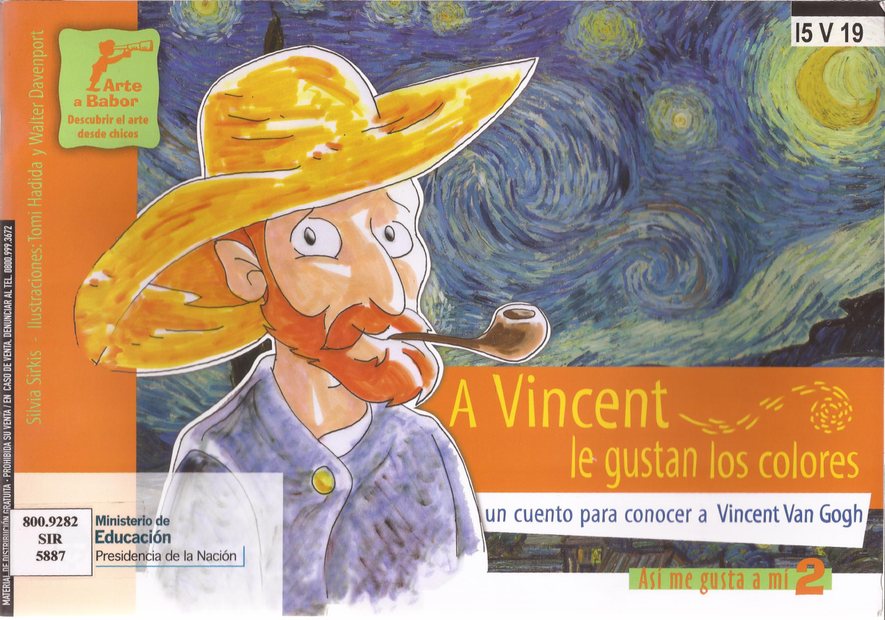 I5 V 19
Arte
a Babor
Descubrir el arte
desde chicos
Silvia Sirkis - Ilustraciones: Tomi Hadida y Walter Davenport
MATERIAL DE DISTRIBUCIÓN GRATUITA - PROHIBIDA SU VENTA / EN CASO DE VENTA, DENUNCIAR AL TEL. 0800.999.3672
A Vincent
le gustan los colores
un cuento para conocer a Vincent Van Gogh
800.9282
SIR
5887
Ministerio de
Educación
Presidencia de la Nación
Así me gusta a mí 2